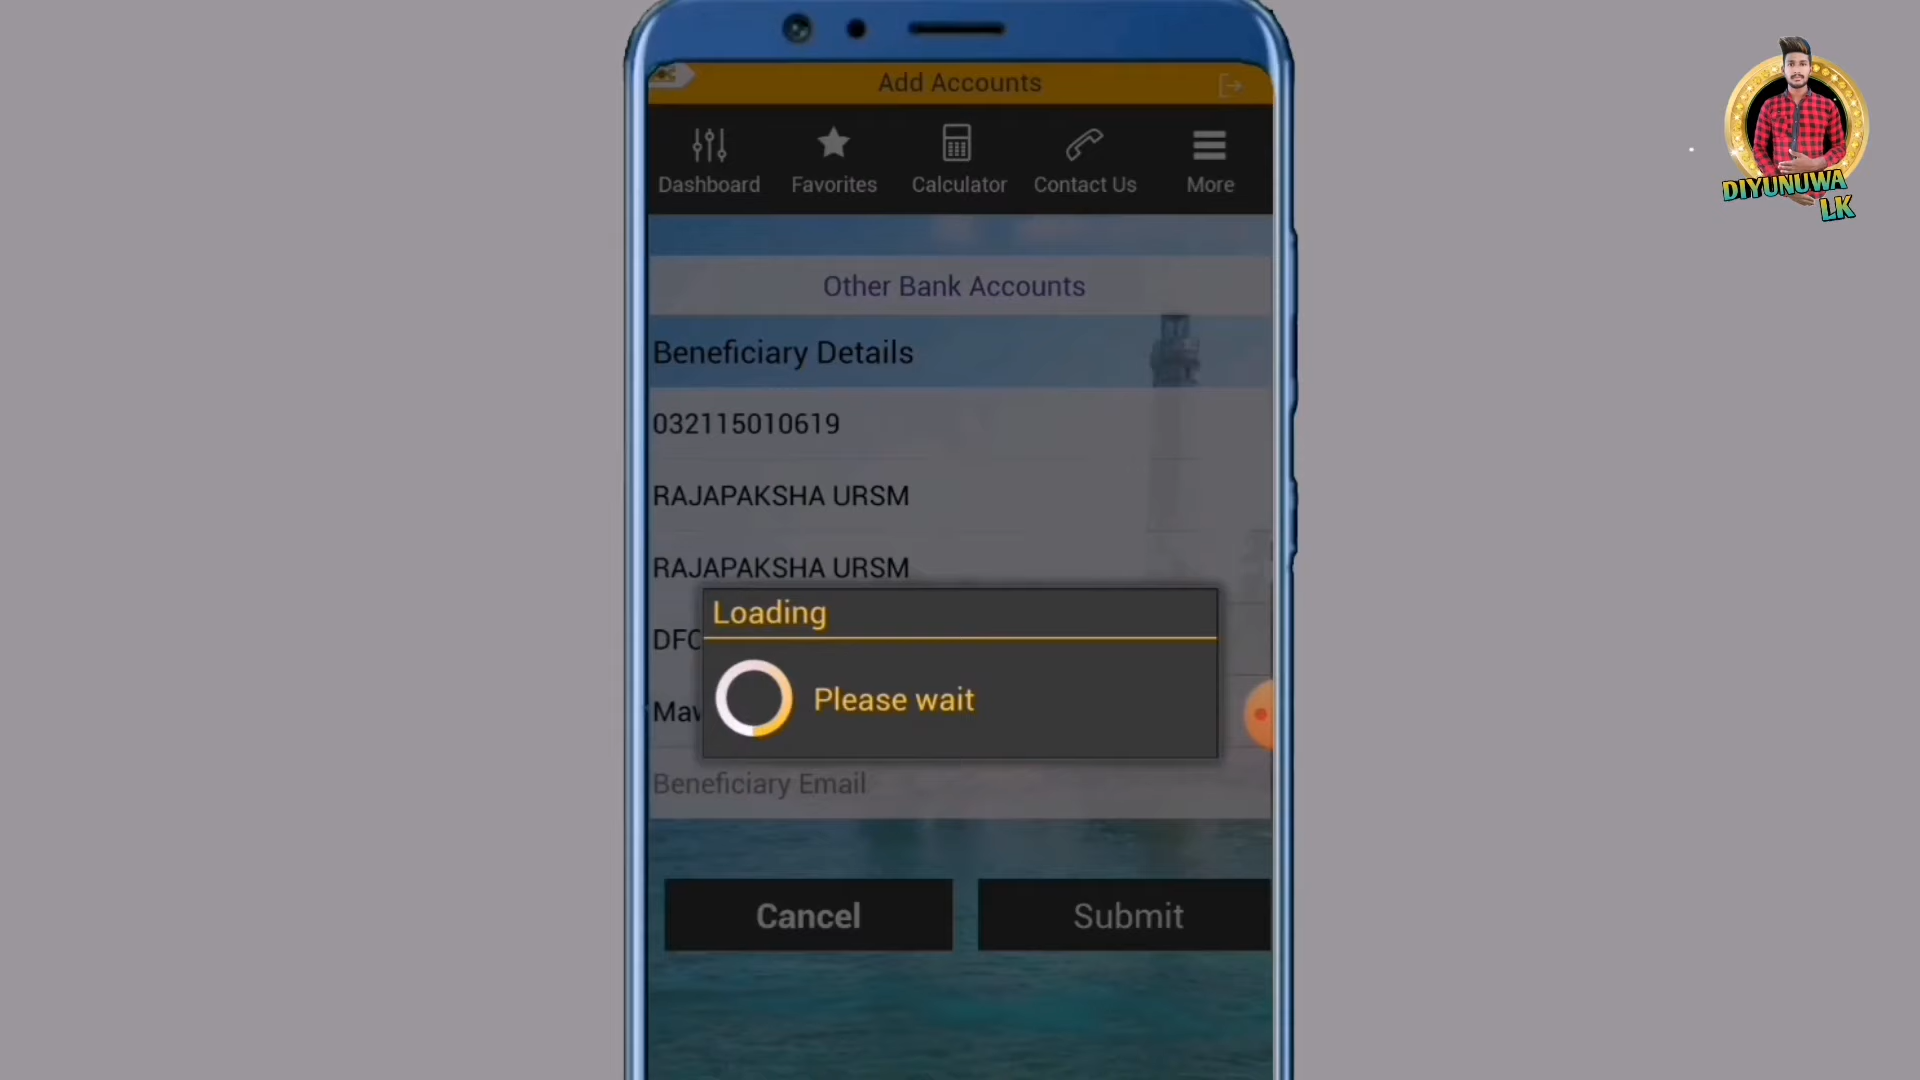 Add Accounts
Dashboard Favorites Calculator Contact Us More
Other Bank Accounts
Beneficiary Details
032115010619
RAJAPAKSHA URSM
RAJAPAKSHA URSM
Loading
Please wait
Beneficiary Email
Cancel Submit
DIYUNUWA
LK